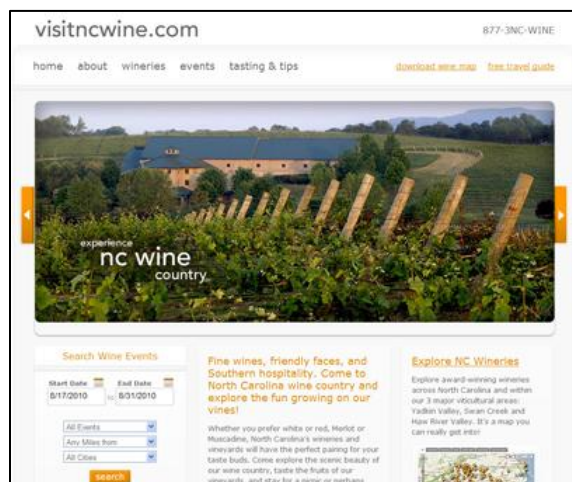 visitncwine.com
877-3NC-WINE
home about wineries events tasting & tips
download wine map free travel guide
experience
nc wine
country
Search Wine Events
Start Date End Date
8/17/2010 to 8/31/2010
All Events
Any Miles from
All Cities
search
Fine wines, friendly faces, and
Southern hospitality. Come to
North Carolina wine country and
explore the fun growing on our
vines!
Whether you prefer white or red, Merlot or
Muscadine, North Carolina's wineries and
vineyards will have the perfect pairing for your
taste buds. Come explore the scenic beauty of
our wine country, taste the fruits of our
vineyards, and stay for a picnic or perhaps
Explore NC Wineries
Explore award-winning wineries
across North Carolina and within
our 3 major viticultural areas:
Yadkin Valley, Swan Creek and
Haw River Valley. It's a map you
can really get into!